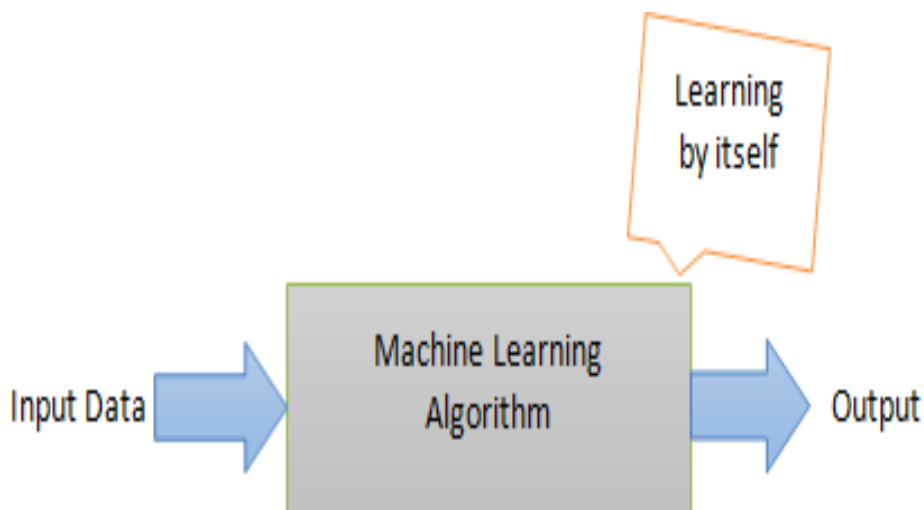 Learning
by itself
Machine Learning
Algorithm
Input Data
Output